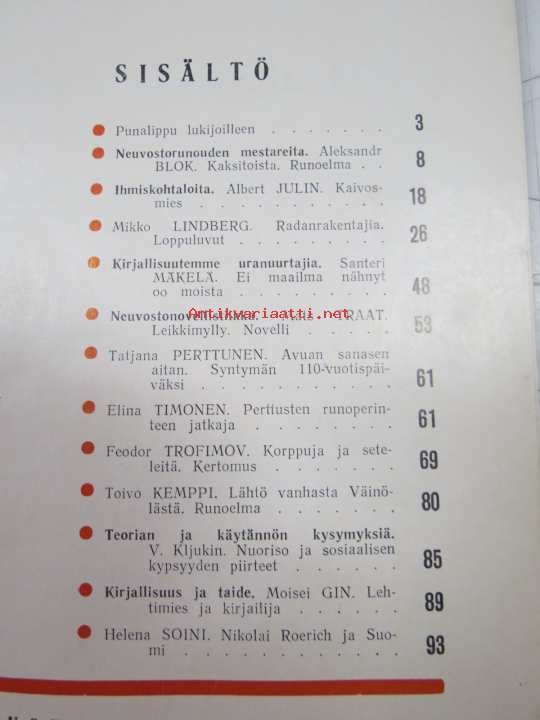 SISÄLTÖ
Punalippu lukijoilleen . . . . . . . 3
Neuvostorunouden mestareita. Aleksandr
BLOK. Kaksitoista. Runoelma . . 8
Ihmiskohtaloita. Albert JULIN. Kaivos-
mies . . . . . . . . . . 18
Mikko LINDBERG. Radanrakentajia.
Loppuluvut . . . . . . . . 26
Kirjallisuutemme uranuurtajia. Santeri
MÄKELÄ. Ei maailma nähnyt
oo moista . . . . . . . . 48
Antikvariaatti.net
RAAT.
Leikkimylly. Novelli . . . . . 53
Tatjana PERTTUNEN. Avuan sanasen
aitan. Syntymän 110-vuotispäi-
väksi . . . . . . . . . . 61
Elina TIMONEN. Perttusten runoperin-
teen jatkaja . . . . . . . 61
Feodor TROFIMOV. Korppuja ja sete-
leitä. Kertomus . . . . . . . 69
Toivo KEMPPI. Lähtö vanhasta Väinö-
lästä. Runoelma . . . . . . . 80
Teorian ja käytännön kysymyksiä.
V. Kljukin. Nuoriso ja sosiaalisen
kypsyyden piirteet . . . . . . 85
Kirjallisuus ja taide. Moisei GIN. Leh-
timies ja kirjailija . . . . . . 89
Helena SOINI. Nikolai Roerich ja Suo-
mi . . . . . . . . . . . 93